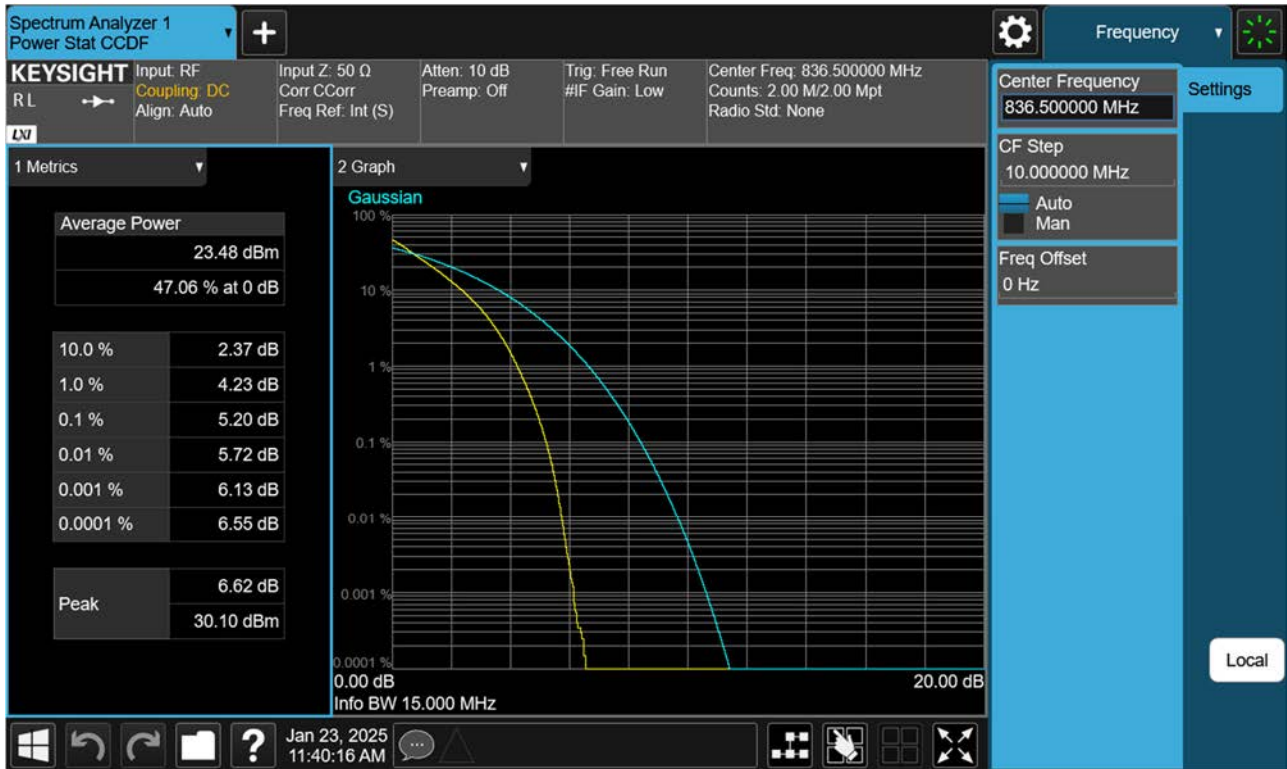 Spectrum Analyzer 1
Power Stat CCDF
+
Frequency
KEYSIGHT
R L
LXI
Input: RF
Coupling: DC
Align: Auto
Input Z: 50 Ω
Corr CCorr
Freq Ref: Int (S)
Atten: 10 dB
Preamp: Off
Trig: Free Run
#IF Gain: Low
Center Freq: 836.500000 MHz
Counts: 2.00 M/2.00 Mpt
Radio Std: None
Center Frequency
836.500000 MHz
Settings
CF Step
10.000000 MHz
Auto
Man
Freq Offset
0 Hz
1 Metrics
Average Power
23.48 dBm
47.06 % at 0 dB
10.0 % 2.37 dB
1.0 % 4.23 dB
0.1 % 5.20 dB
0.01 % 5.72 dB
0.001 % 6.13 dB
0.0001 % 6.55 dB
Peak
6.62 dB
30.10 dBm
2 Graph
Gaussian
100 %
10 %
1 %
0.1 %
0.01 %
0.001 %
0.0001 %
0.00 dB 20.00 dB
Info BW 15.000 MHz
Local
?
Jan 23, 2025
11:40:16 AM